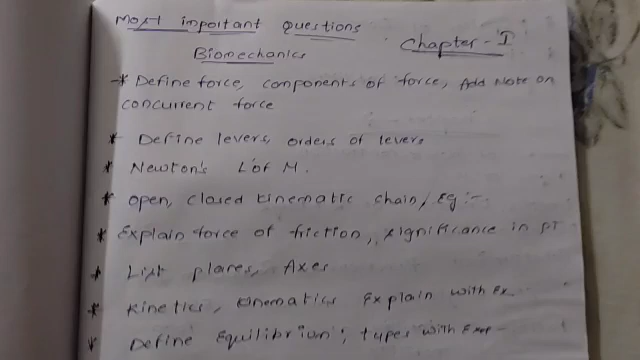 Most important Questions
Biomechanics
Chapter-I
* Define force, components of force, Add Note on
concurrent force
* Define levers, orders of levers
* Newton's L'of M.
* open, closed kinematic chain, Eg:-
* Explain force of friction, significance in PT
* List planes, Axes
* kinetics, kinematics Explain with Ex.
* Define Equilibrian, types with Exap